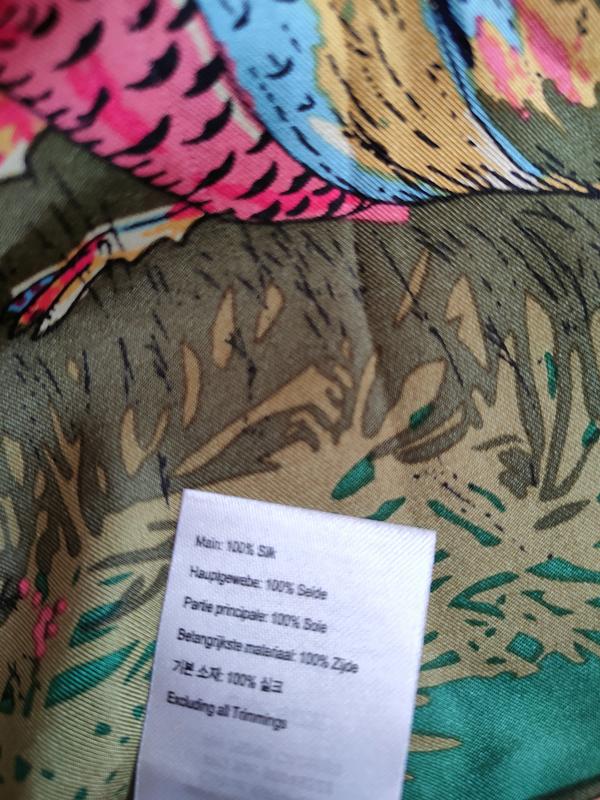 Main: 100% Silk
Hauptgewebe: 100% Seide
Partie principale: 100% Soie
Belangrijkste materiaal: 100% Zijde
기본 소재: 100% 실크
Excluding all Trimmings